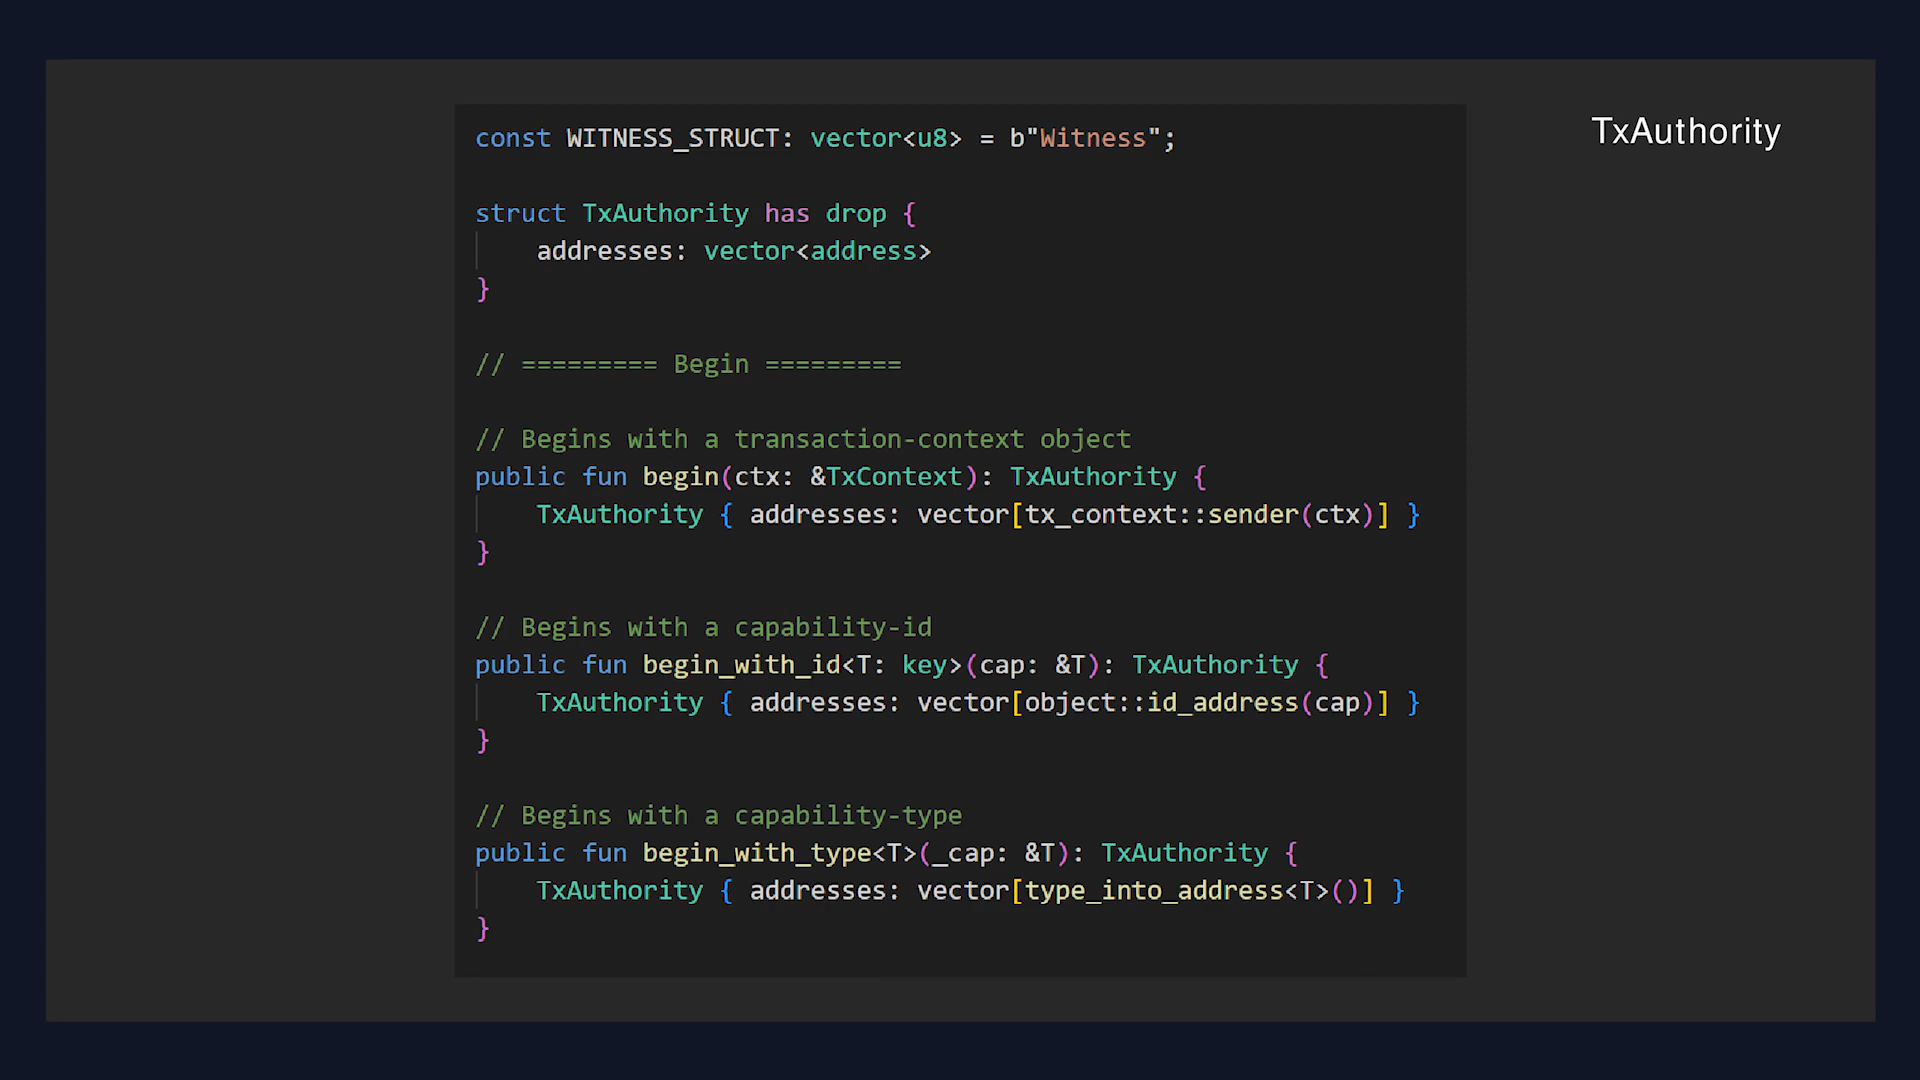 TxAuthority
const WITNESS_STRUCT: vector<u8> = b"Witness";
struct TxAuthority has drop {
    addresses: vector<address>
}
// ========= Begin =========
// Begins with a transaction-context object
public fun begin(ctx: &TxContext): TxAuthority {
    TxAuthority { addresses: vector[tx_context::sender(ctx)] }
}
// Begins with a capability-id
public fun begin_with_id<T: key>(cap: &T): TxAuthority {
    TxAuthority { addresses: vector[object::id_address(cap)] }
}
// Begins with a capability-type
public fun begin_with_type<T>(_cap: &T): TxAuthority {
    TxAuthority { addresses: vector[type_into_address<T>()] }
}